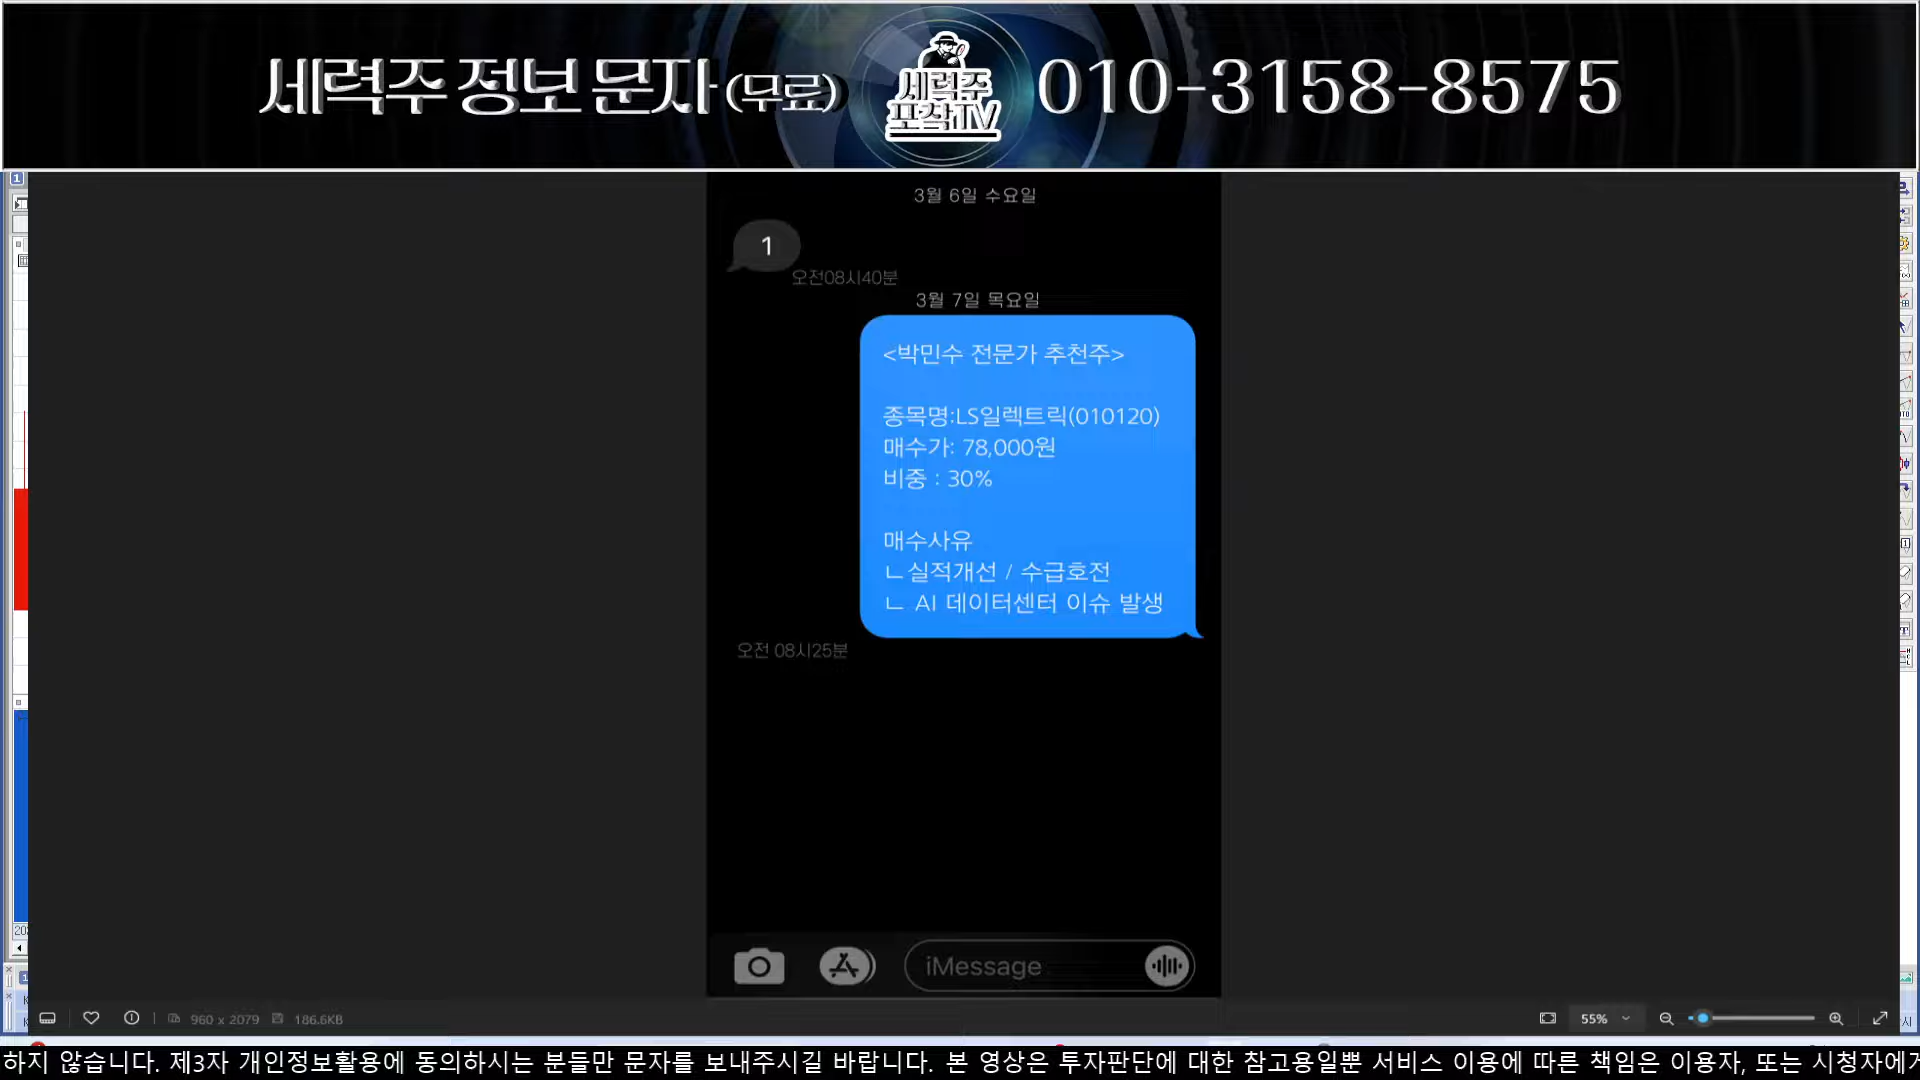 세력주 정보 문자 (무료)
세력주
포착TV
010-3158-8575
3월 6일 수요일
1
오전08시40분
3월 7일 목요일
<박민수 전문가 추천주>
종목명:LS일렉트릭(010120)
매수가: 78,000원
비중 : 30%
매수사유
ㄴ실적개선 / 수급호전
ㄴ AI 데이터센터 이슈 발생
오전 08시25분
iMessage
960 x 2079
186.6KB
55%
하지 않습니다. 제3자 개인정보활용에 동의하시는 분들만 문자를 보내주시길 바랍니다. 본 영상은 투자판단에 대한 참고용일뿐 서비스 이용에 따른 책임은 이용자, 또는 시청자에게